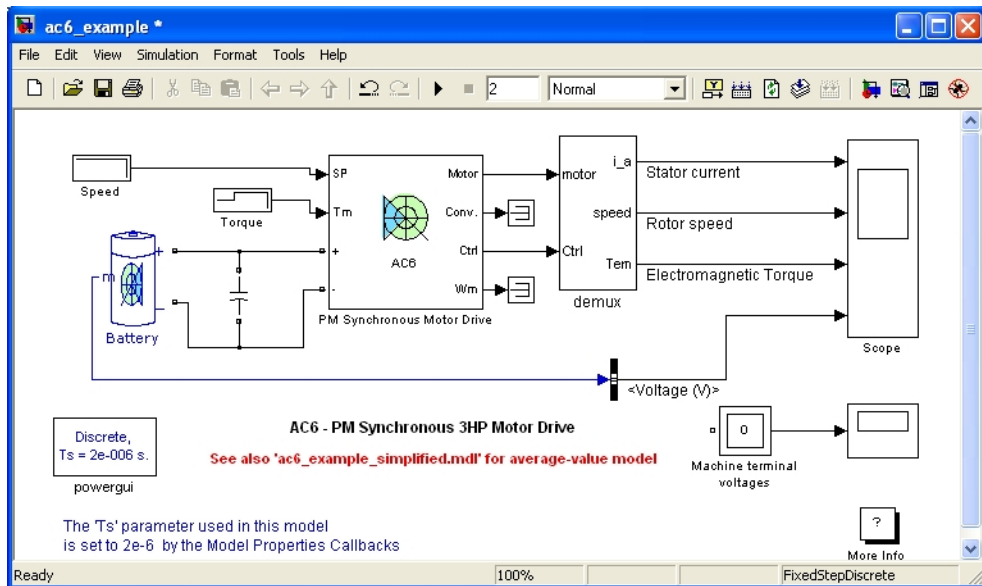 ac6_example *
File Edit View Simulation Format Tools Help
2 Normal
Speed
SP
Motor
motor
i_a
Stator current
Torque
Tm
Conv.
speed
Rotor speed
+
m
+
AC6
Ctrl
Ctrl
Tem
Electromagnetic Torque
-
-
Wm
demux
Battery
PM Synchronous Motor Drive
Scope
<Voltage (V)>
Discrete,
Ts = 2e-006 s.
powergui
AC6 - PM Synchronous 3HP Motor Drive
See also 'ac6_example_simplified.mdl' for average-value model
0
Machine terminal
voltages
The 'Ts' parameter used in this model
is set to 2e-6 by the Model Properties Callbacks
?
More Info
Ready 100% FixedStepDiscrete